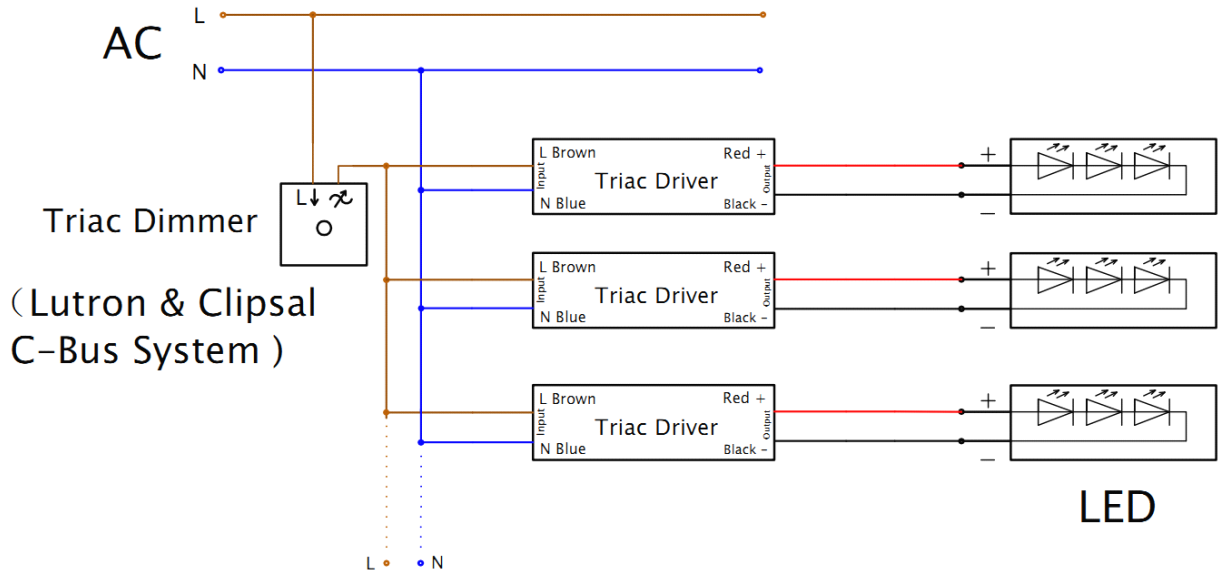 L
AC
N
L Brown
Red +
Input
Triac Driver
Output
N Blue
Black -
+
—
L
Triac Dimmer
(Lutron & Clipsal
C-Bus System )
L Brown
Red +
Input
Triac Driver
Output
N Blue
Black -
+
—
L Brown
Red +
Input
Triac Driver
Output
N Blue
Black -
+
—
LED
L
N